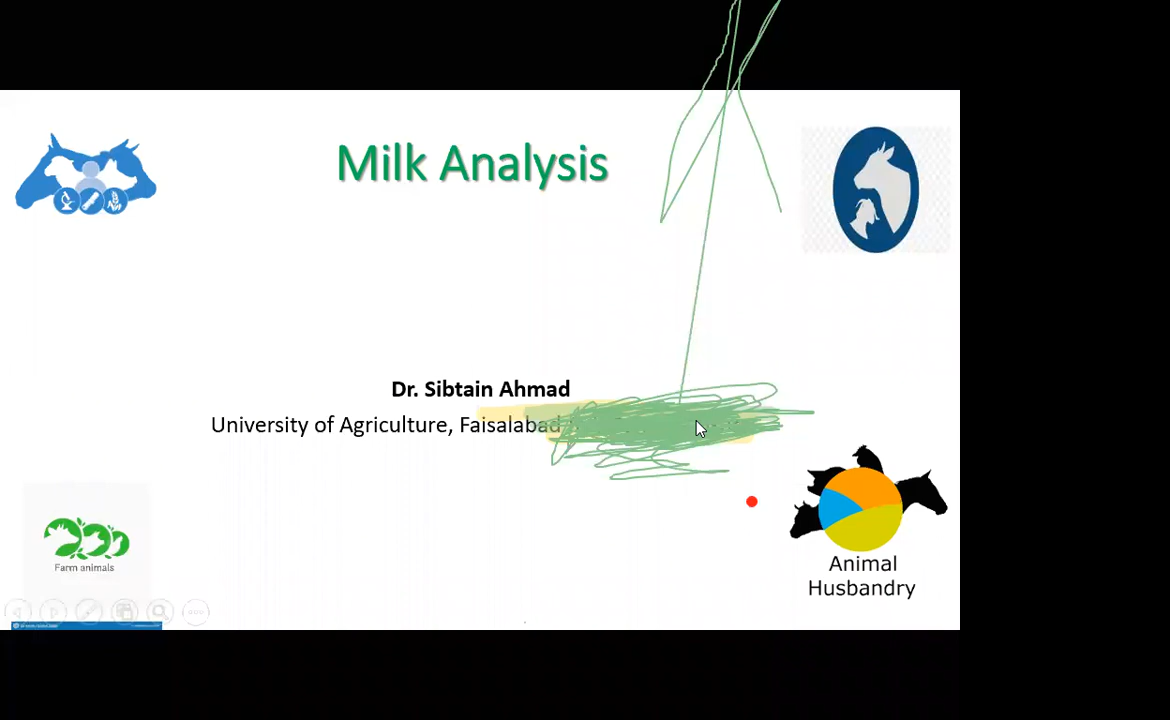 Milk Analysis
Dr. Sibtain Ahmad
University of Agriculture, Faisalabad
Farm animals
Animal
Husbandry